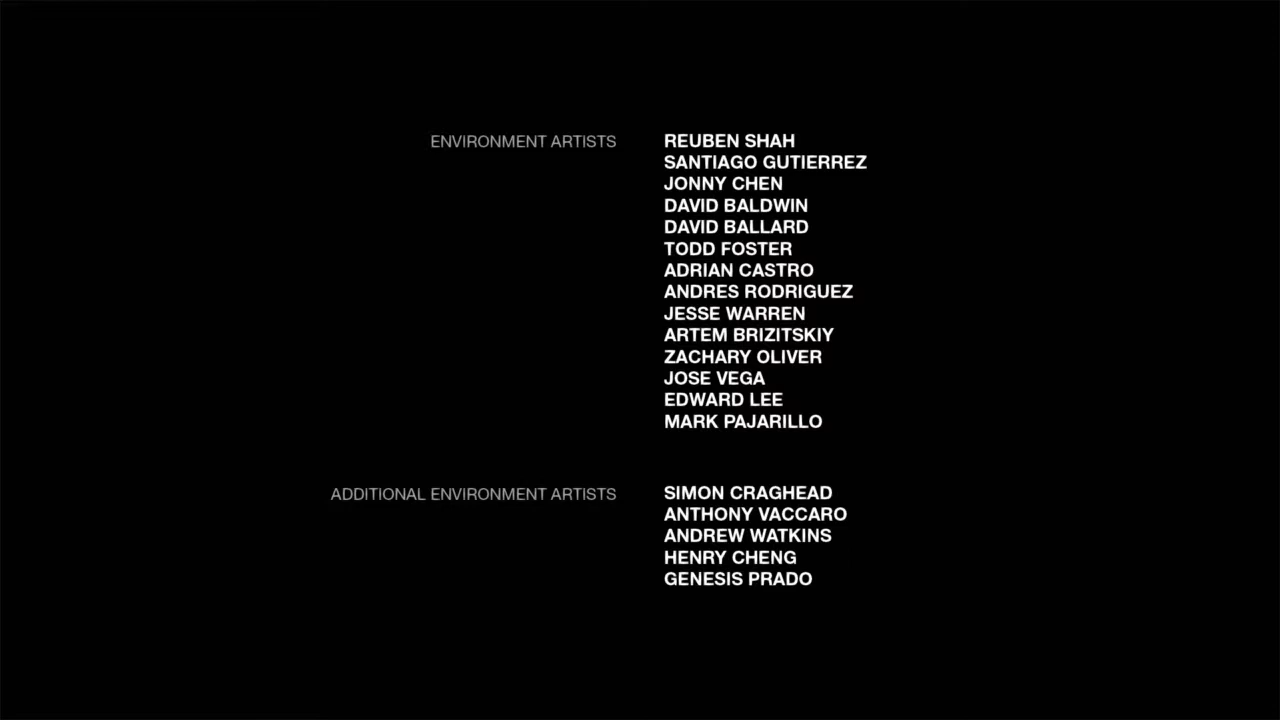 ENVIRONMENT ARTISTS REUBEN SHAH
SANTIAGO GUTIERREZ
JONNY CHEN
DAVID BALDWIN
DAVID BALLARD
TODD FOSTER
ADRIAN CASTRO
ANDRES RODRIGUEZ
JESSE WARREN
ARTEM BRIZITSKIY
ZACHARY OLIVER
JOSE VEGA
EDWARD LEE
MARK PAJARILLO
ADDITIONAL ENVIRONMENT ARTISTS SIMON CRAGHEAD
ANTHONY VACCARO
ANDREW WATKINS
HENRY CHENG
GENESIS PRADO